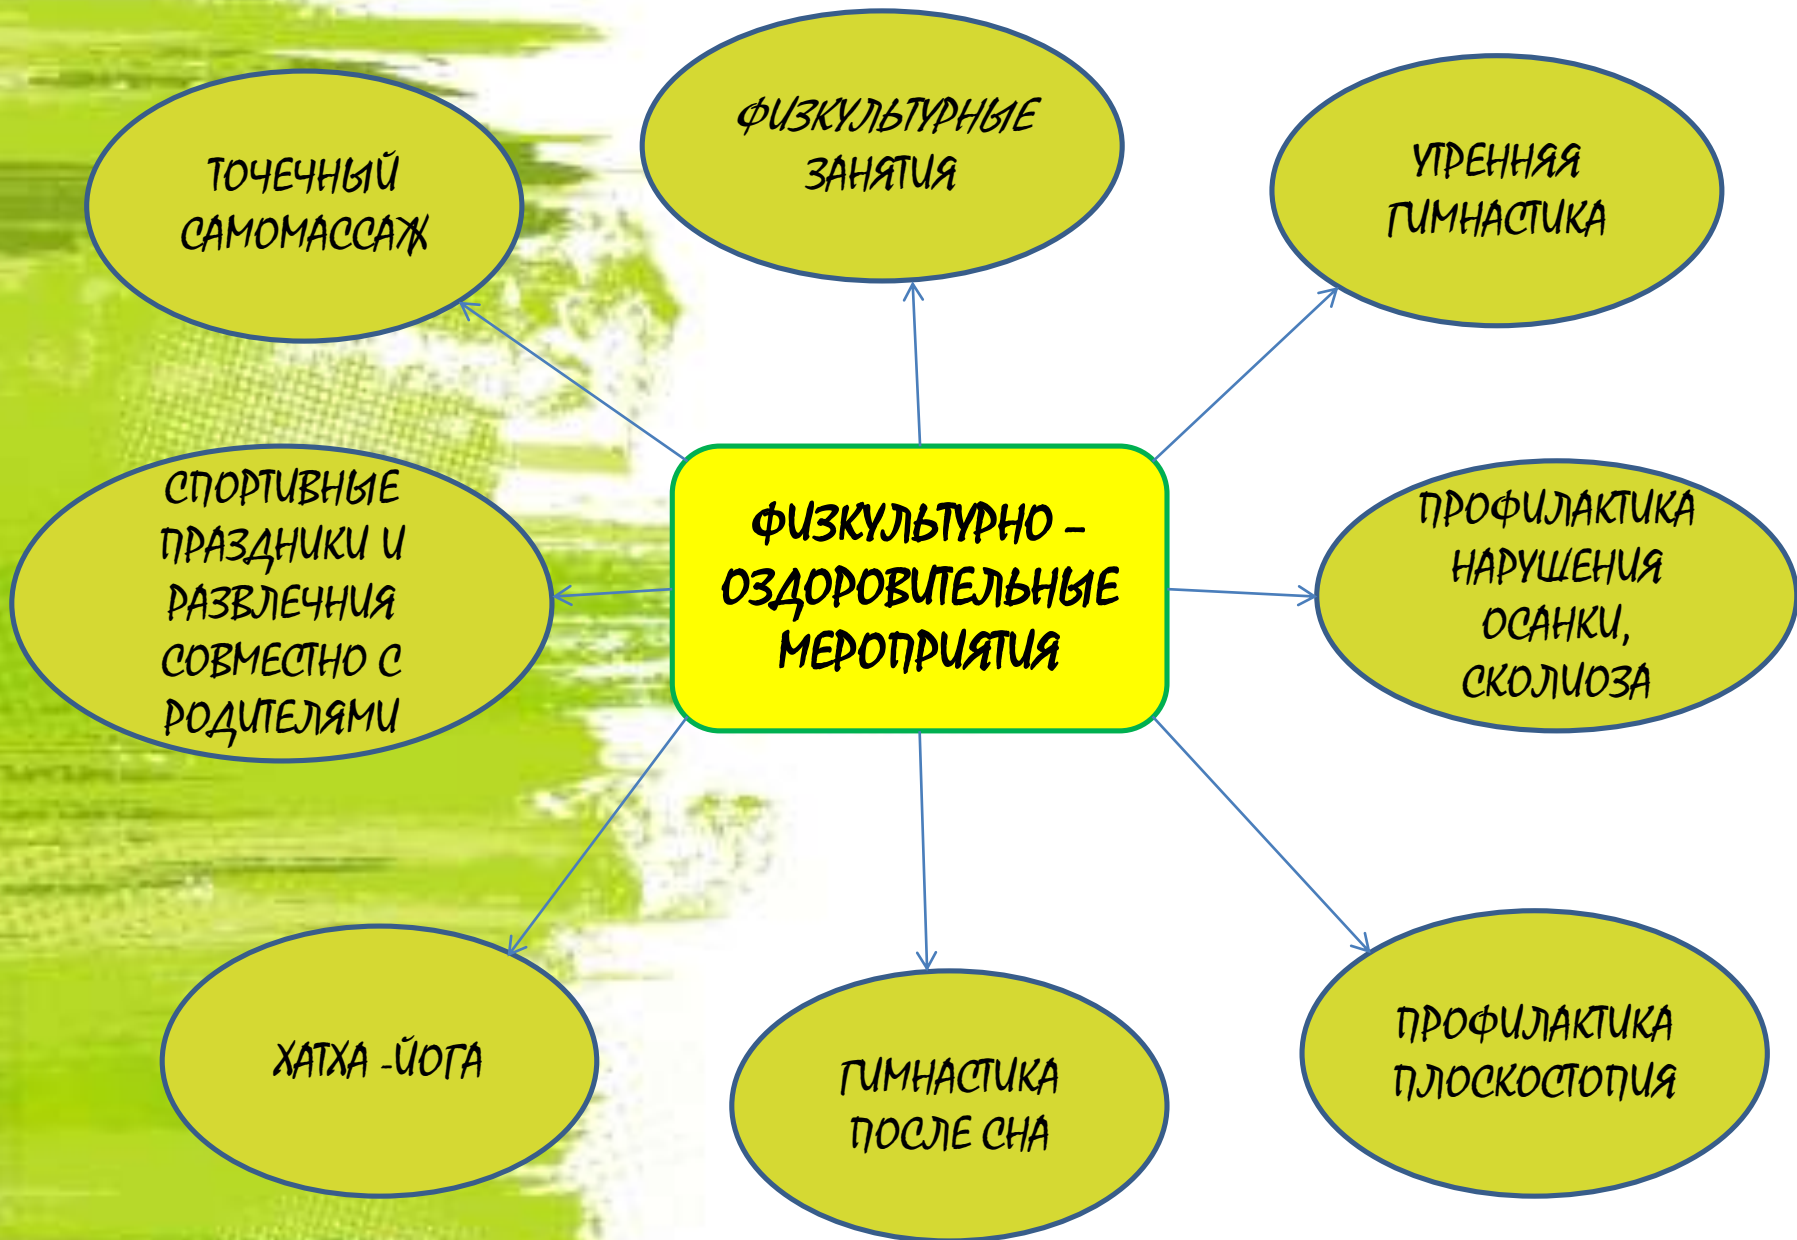 ТОЧЕЧНЫЙ
САМОМАССАЖ
ФИЗКУЛЬТУРНЫЕ
ЗАНЯТИЯ
УТРЕННЯЯ
ГИМНАСТИКА
СПОРТИВНЫЕ
ПРАЗДНИКИ И
РАЗВЛЕЧНИЯ
СОВМЕСТНО С
РОДИТЕЛЯМИ
ФИЗКУЛЬТУРНО –
ОЗДОРОВИТЕЛЬНЫЕ
МЕРОПРИЯТИЯ
ПРОФИЛАКТИКА
НАРУШЕНИЯ
ОСАНКИ,
СКОЛИОЗА
ХАТХА -ЙОГА
ГИМНАСТИКА
ПОСЛЕ СНА
ПРОФИЛАКТИКА
ПЛОСКОСТОПИЯ